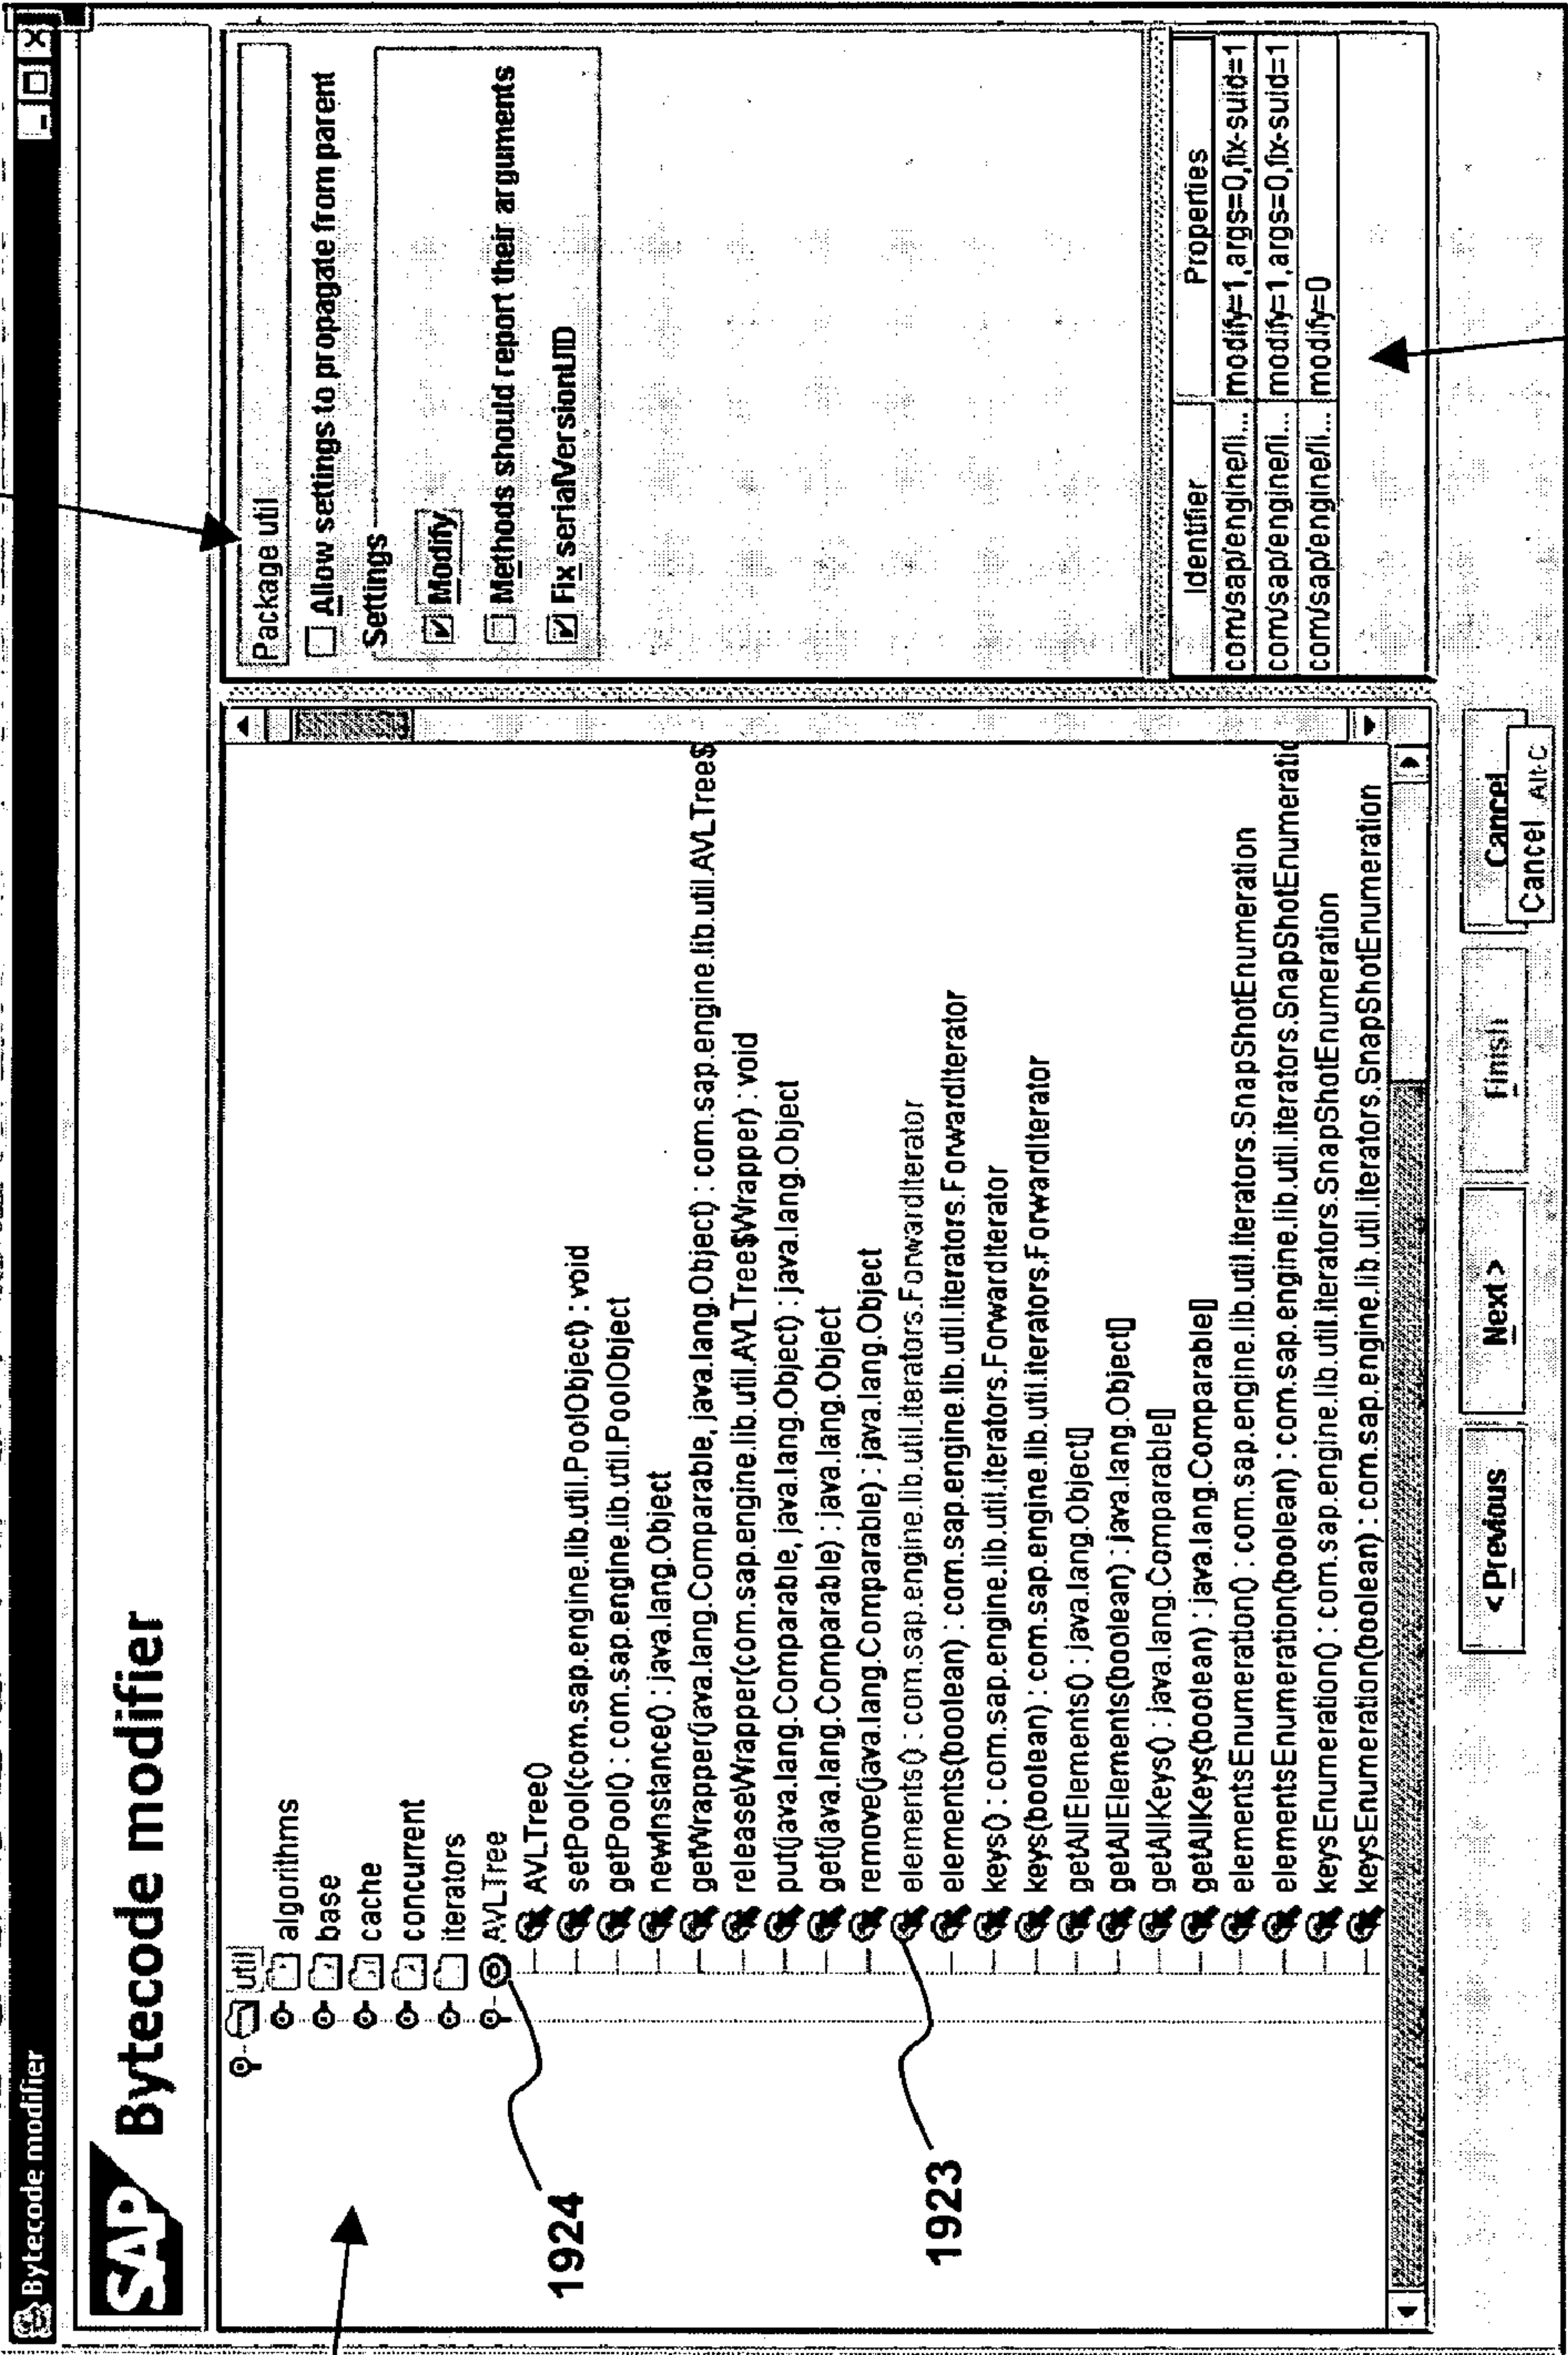 Bytecode modifier
SAP Bytecode modifier
util
algorithms
base
cache
concurrent
iterators
AVLTree
AVLTree()
setPool(com.sap.engine.lib.util.PoolObject) : void
getPool() : com.sap.engine.lib.util.PoolObject
newInstance() : java.lang.Object
getWrapper(java.lang.Comparable, java.lang.Object) : com.sap.engine.lib.util.AVLTree$
releaseWrapper(com.sap.engine.lib.util.AVLTree$Wrapper) : void
put(java.lang.Comparable, java.lang.Object) : java.lang.Object
get(java.lang.Comparable) : java.lang.Object
remove(java.lang.Comparable) : java.lang.Object
elements() : com.sap.engine.lib.util.iterators.ForwardIterator
elements(boolean) : com.sap.engine.lib.util.iterators.ForwardIterator
keys() : com.sap.engine.lib.util.iterators.ForwardIterator
keys(boolean) : com.sap.engine.lib.util.iterators.ForwardIterator
getAllElements() : java.lang.Object[]
getAllElements(boolean) : java.lang.Object[]
getAllKeys() : java.lang.Comparable[]
getAllKeys(boolean) : java.lang.Comparable[]
elementsEnumeration() : com.sap.engine.lib.util.iterators.SnapShotEnumeration
elementsEnumeration(boolean) : com.sap.engine.lib.util.iterators.SnapShotEnumeratio
keysEnumeration() : com.sap.engine.lib.util.iterators.SnapShotEnumeration
keysEnumeration(boolean) : com.sap.engine.lib.util.iterators.SnapShotEnumeration
1924
1923
Package util
Allow settings to propagate from parent
Settings
Modify
Methods should report their arguments
Fix serialVersionUID
Identifier Properties
com/sap/engine/li... modify=1,args=0,fix-suid=1
com/sap/engine/li... modify=1,args=0,fix-suid=1
com/sap/engine/li... modify=0
< Previous Next > Finish Cancel
Cancel Alt-C